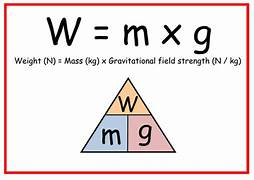 W = m x g
Weight (N) = Mass (kg) x Gravitational field strength (N / kg)
W
m g